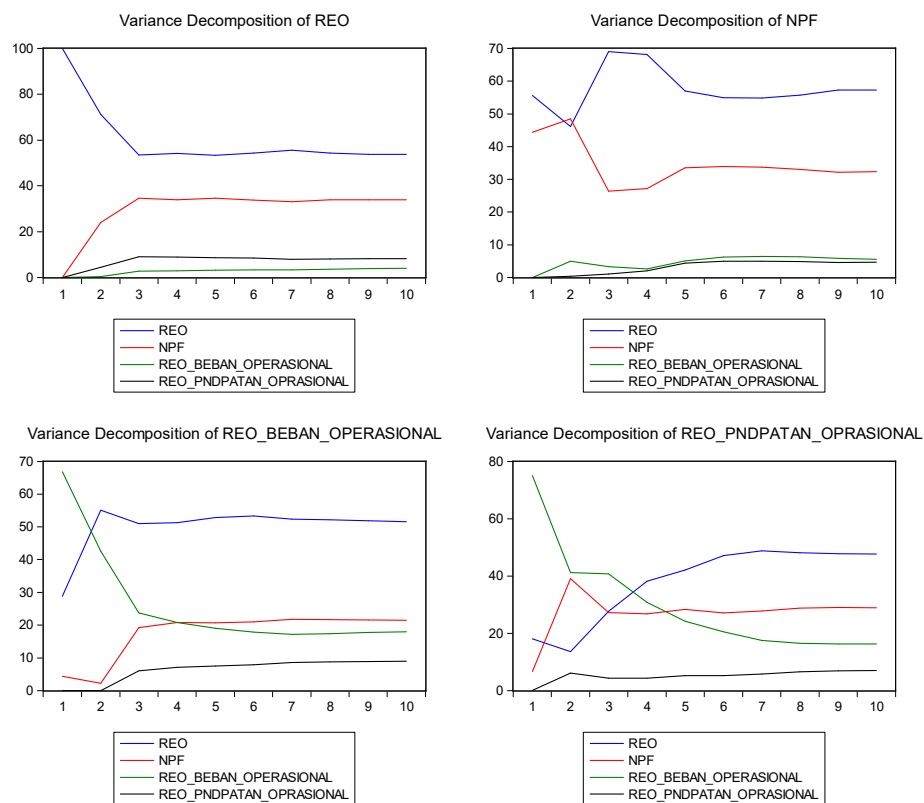 Variance Decomposition of REO
100
80
60
40
20
0
1 2 3 4 5 6 7 8 9 10
REO
NPF
REO_BEBAN_OPERASIONAL
REO_PNDPATAN_OPRASIONAL
Variance Decomposition of NPF
70
60
50
40
30
20
10
0
1 2 3 4 5 6 7 8 9 10
REO
NPF
REO_BEBAN_OPERASIONAL
REO_PNDPATAN_OPRASIONAL
Variance Decomposition of REO_BEBAN_OPERASIONAL
70
60
50
40
30
20
10
0
1 2 3 4 5 6 7 8 9 10
REO
NPF
REO_BEBAN_OPERASIONAL
REO_PNDPATAN_OPRASIONAL
Variance Decomposition of REO_PNDPATAN_OPRASIONAL
80
60
40
20
0
1 2 3 4 5 6 7 8 9 10
REO
NPF
REO_BEBAN_OPERASIONAL
REO_PNDPATAN_OPRASIONAL